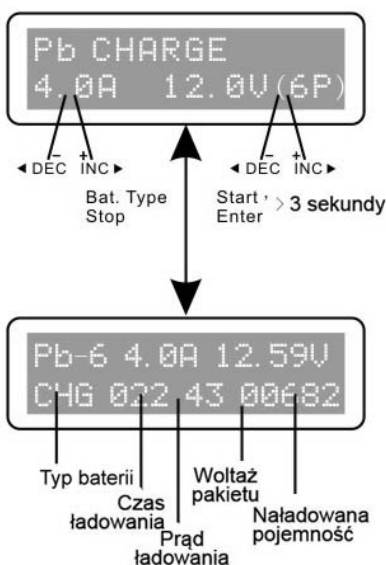 Pb CHARGE
4.0A 12.0V(6P)
− + − +
◄ DEC INC ► ◄ DEC INC ►
Bat. Type Start ' > 3 sekundy
Stop Enter
Pb-6 4.0A 12.59V
CHG 022 43 00682
Typ baterii
Czas
ładowania
Prąd
ładowania
Woltaż
pakietu
Naładowana
pojemność